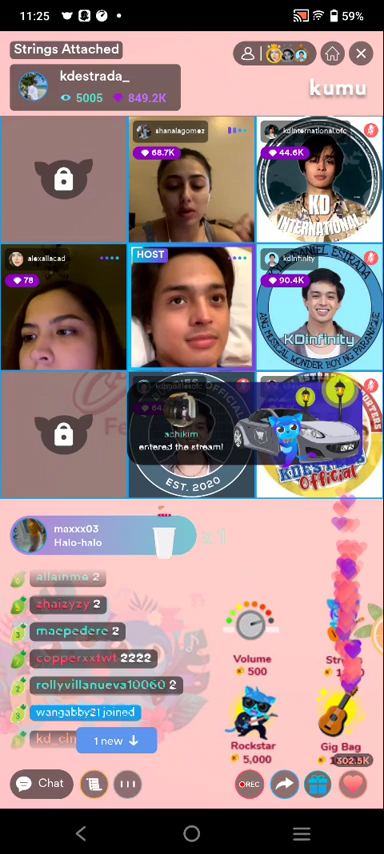 11:25
59%
Strings Attached
kdestrada_
5005
849.2K
kumu
shanalagomez
68.7K
kdinternational.ofc
44.6K
KD
INTERNATIONAL
alexallacad
78
HOST
kdinfinity
90.4K
KDinfinity
OFFICIAL
achikim
entered the stream!
EST. 2020
Official
maxxx03
Halo-halo
x1
allainme 2
zhaizyzy 2
maepedere 2
copperxxtwt 2222
rollyvillanueva10060 2
wangabby21 joined
1 new
Volume
500
Rockstar
5,000
Gig Bag
302.5K
Chat
REC